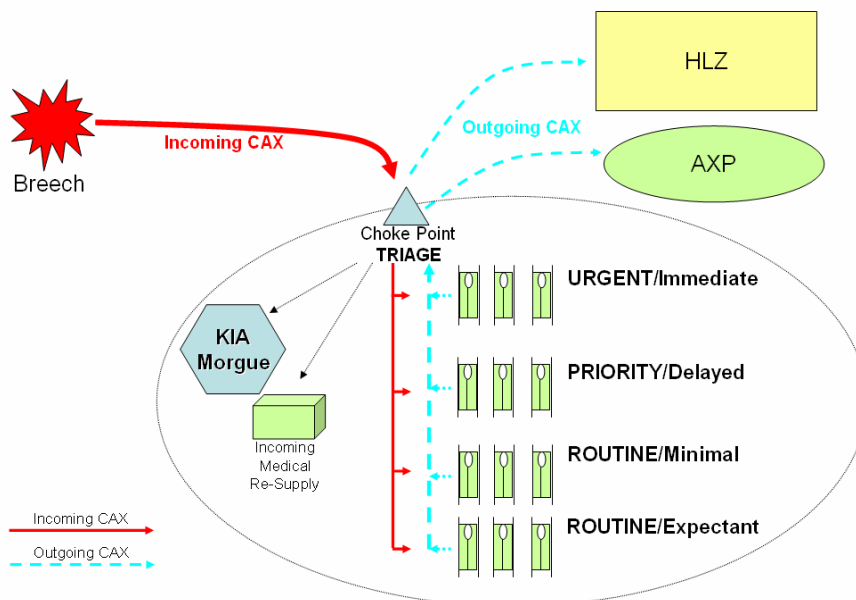 HLZ
Incoming CAX
Outgoing CAX
AXP
Breech
Choke Point
TRIAGE
URGENT/Immediate
KIA
Morgue
PRIORITY/Delayed
Incoming
Medical
Re-Supply
ROUTINE/Minimal
Incoming CAX
ROUTINE/Expectant
Outgoing CAX